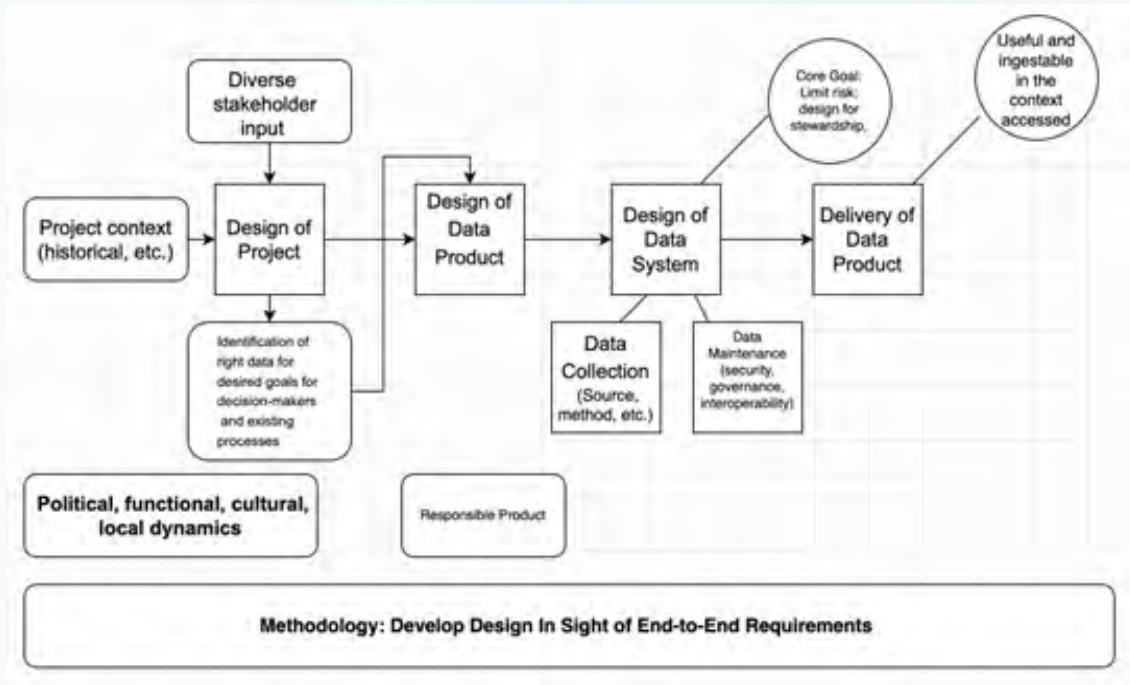 Diverse
stakeholder
input
Project context
(historical, etc.)
Design of
Project
Identification of
right data for
desired goals for
decision-makers
and existing
processes
Design of
Data
Product
Design of
Data
System
Core Goal:
Limit risk;
design for
stewardship,
Data
Collection
(Source,
method, etc.)
Data
Maintenance
(security,
governance,
interoperability)
Delivery of
Data
Product
Useful and
ingestable
in the
context
accessed
Political, functional, cultural,
local dynamics
Responsible Product
Methodology: Develop Design In Sight of End-to-End Requirements